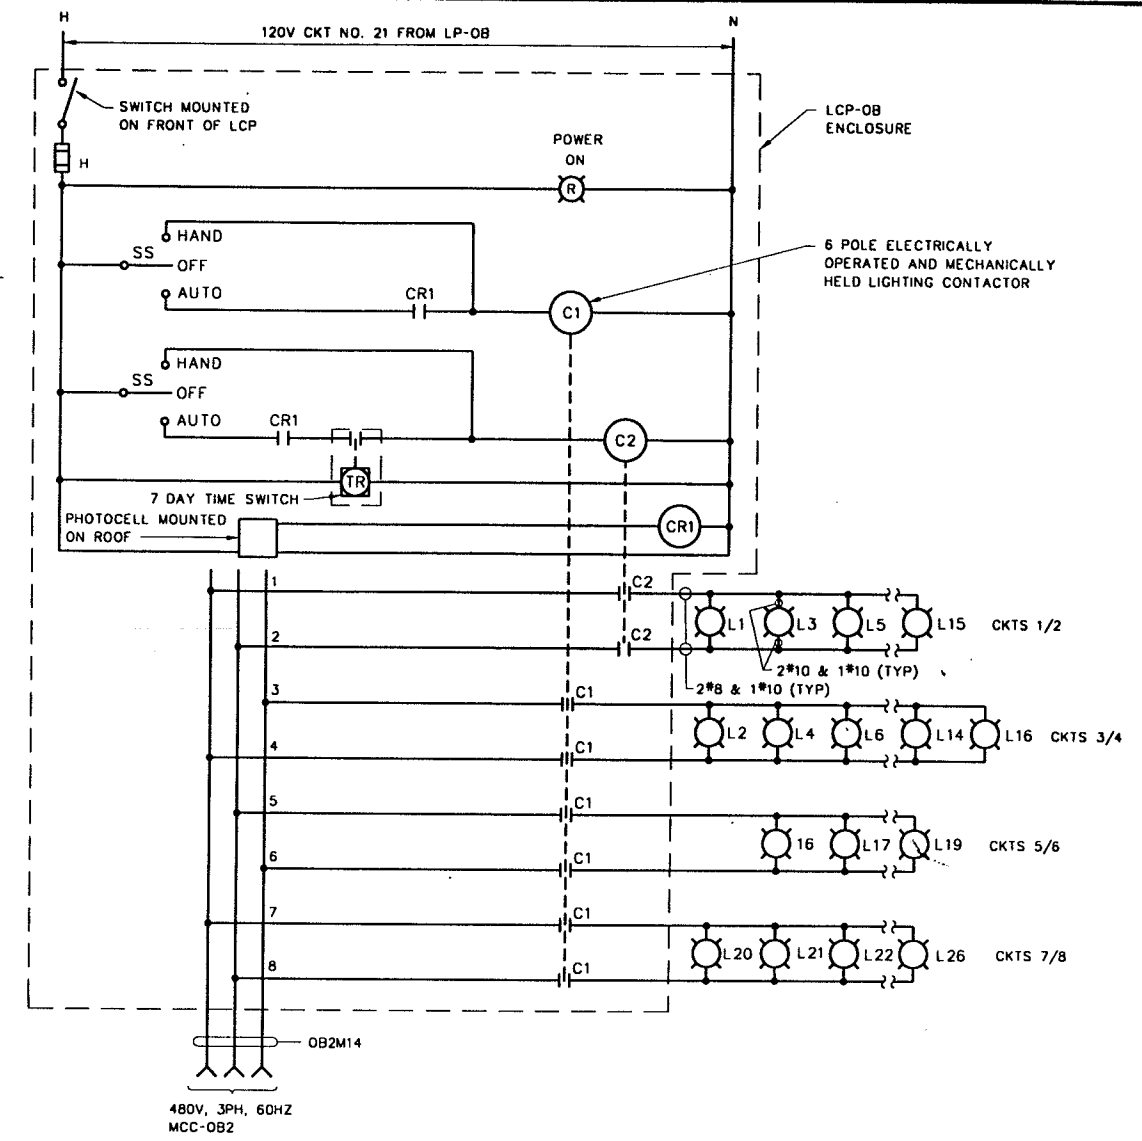 H
N
120V CKT NO. 21 FROM LP-OB
SWITCH MOUNTED
ON FRONT OF LCP
LCP-OB
ENCLOSURE
H
POWER
ON
R
HAND
SS
OFF
AUTO
CR1
C1
6 POLE ELECTRICALLY
OPERATED AND MECHANICALLY
HELD LIGHTING CONTACTOR
HAND
SS
OFF
AUTO
CR1
C2
TR
7 DAY TIME SWITCH
PHOTOCELL MOUNTED
ON ROOF
CR1
1
C2
L1
L3
L5
L15
CKTS 1/2
2
C2
2#10 & 1#10 (TYP)
2#8 & 1#10 (TYP)
3
C1
L2
L4
L6
L14
L16
CKTS 3/4
4
C1
5
C1
16
L17
L19
CKTS 5/6
6
C1
7
C1
L20
L21
L22
L26
CKTS 7/8
8
C1
OB2M14
480V, 3PH, 60HZ
MCC-OB2